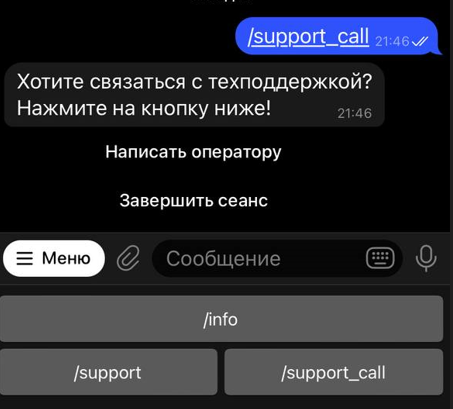 /support_call 21:46
Хотите связаться с техподдержкой?
Нажмите на кнопку ниже!
21:46
Написать оператору
Завершить сеанс
Меню
Сообщение
/info
/support
/support_call